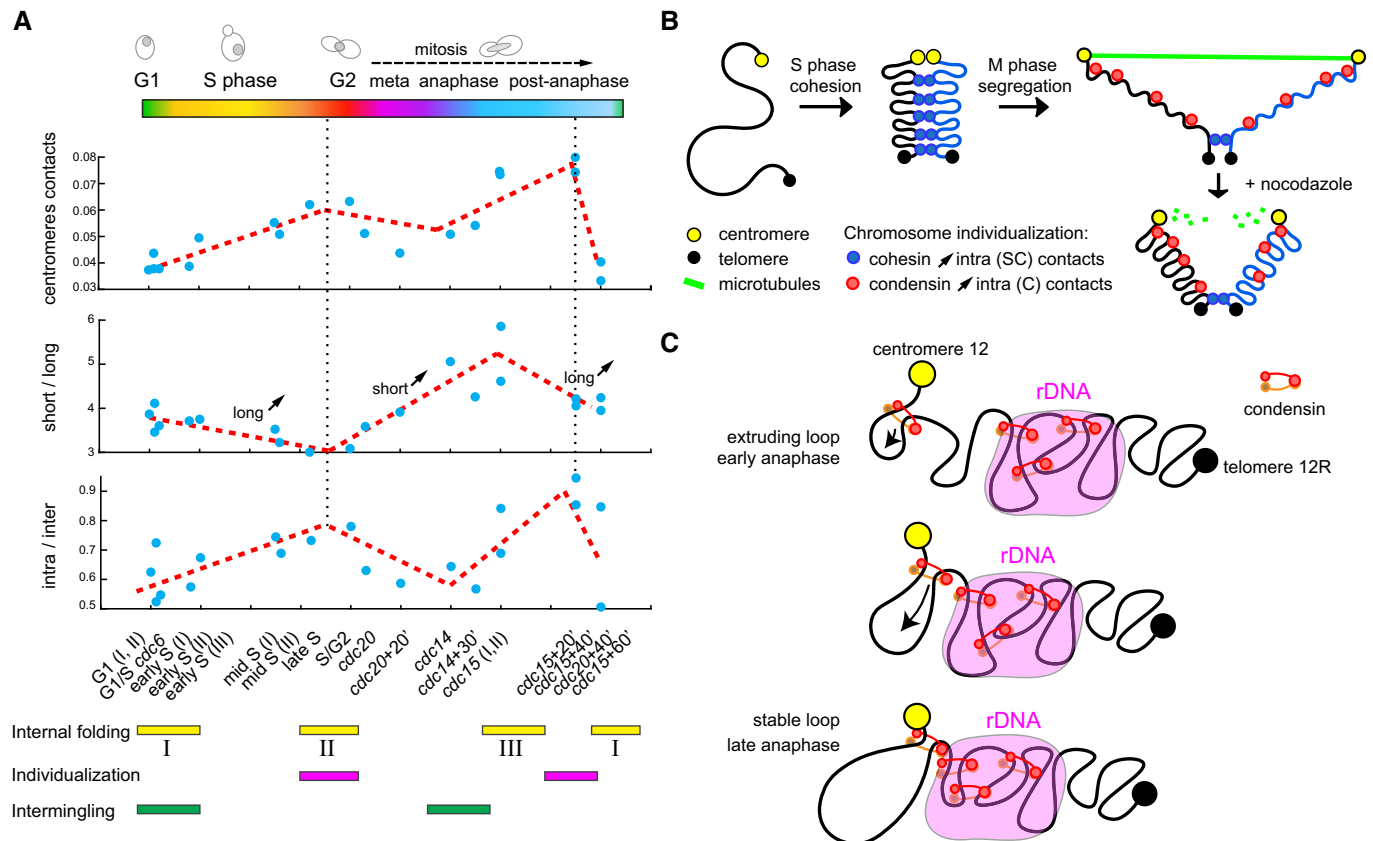 A
mitosis
G1
S phase
G2
meta
anaphase
post-anaphase
centromeres contacts
0.08
0.07
0.06
0.05
0.04
0.03
short / long
6
5
4
3
long
short
long
intra / inter
0.9
0.8
0.7
0.6
0.5
G1 (I, II)
G1/S cdc6
early S (I)
early S (II)
early S (III)
mid S (I)
mid S (II)
late S
S/G2
cdc20
cdc20+20'
cdc14
cdc14+30'
cdc15 (I,II)
cdc15+20'
cdc15+40'
cdc20+40'
cdc15+60'
Internal folding
I
II
III
I
Individualization
Intermingling
B
S phase
cohesion
M phase
segregation
+ nocodazole
centromere
telomere
microtubules
Chromosome individualization:
cohesin intra (SC) contacts
condensin intra (C) contacts
C
centromere 12
rDNA
condensin
extruding loop
early anaphase
telomere 12R
rDNA
stable loop
late anaphase
rDNA